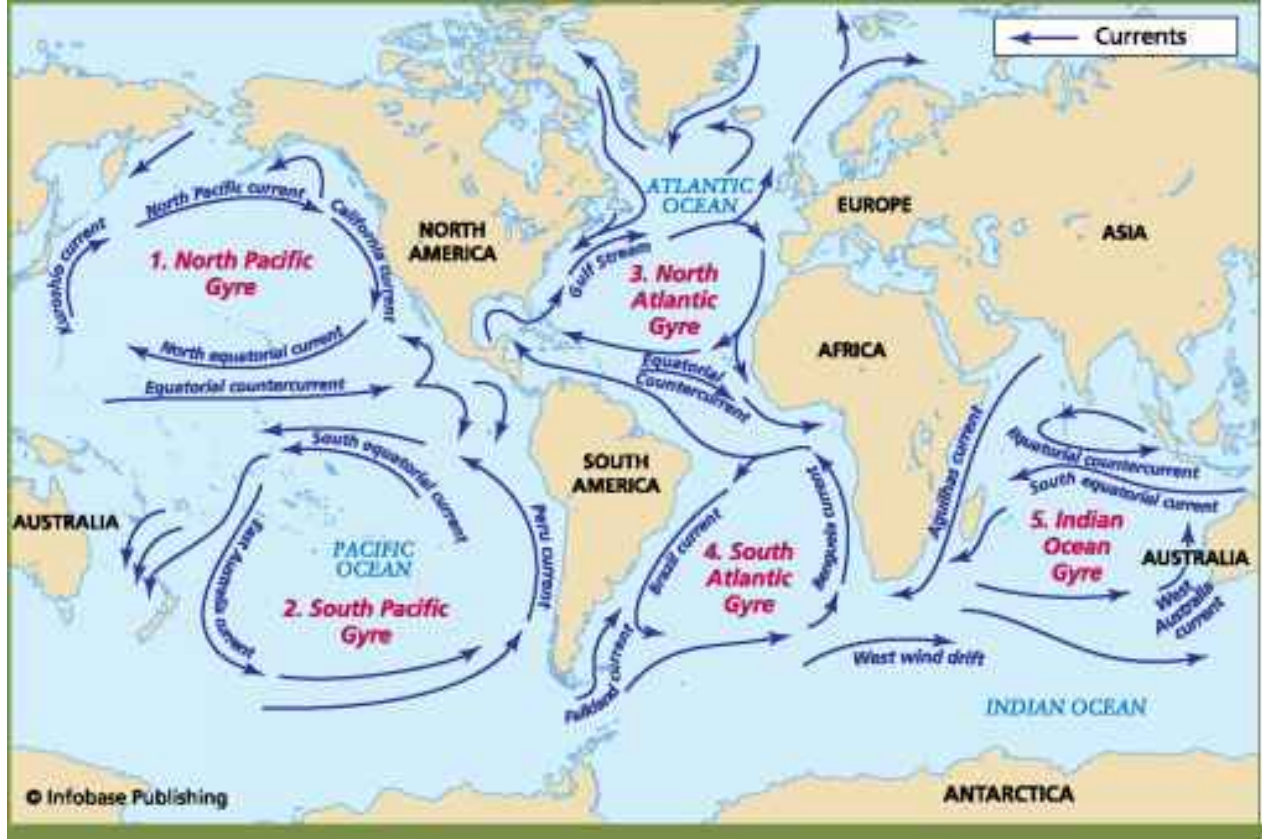 Currents
ATLANTIC
OCEAN
EUROPE
ASIA
NORTH
AMERICA
North Pacific current
California current
Kuroshio current
1. North Pacific
Gyre
Gulf Stream
3. North
Atlantic
Gyre
North equatorial current
Equatorial countercurrent
Equatorial
Countercurrent
AFRICA
South equatorial current
SOUTH
AMERICA
Agulhas current
Equatorial countercurrent
South equatorial current
AUSTRALIA
East Australia current
PACIFIC
OCEAN
Peru current
Brazil current
Benguela current
4. South
Atlantic
Gyre
5. Indian
Ocean
Gyre
AUSTRALIA
West
Australia
current
2. South Pacific
Gyre
Falkland current
West wind drift
INDIAN OCEAN
© Infobase Publishing
ANTARCTICA